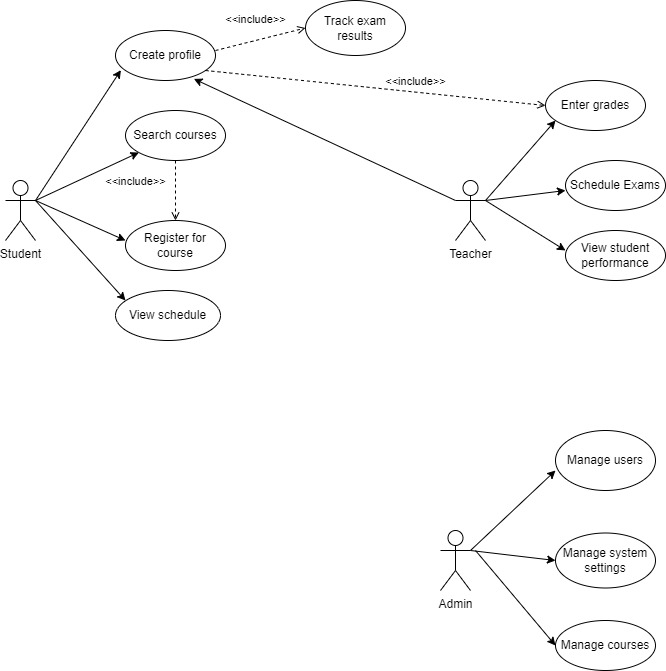 <<include>>
Track exam
results
Create profile
<<include>>
Enter grades
Search courses
<<include>>
Schedule Exams
Student
Register for
course
Teacher
View student
performance
View schedule
Manage users
Manage system
settings
Admin
Manage courses